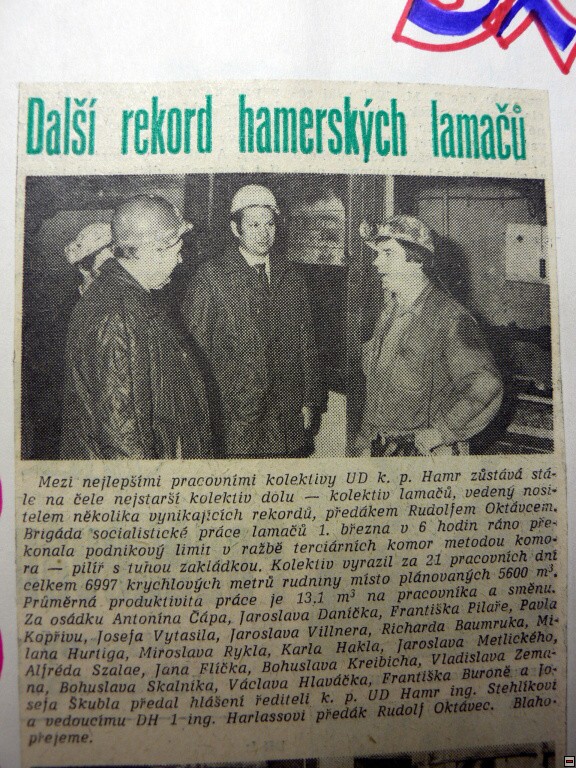 Další rekord hamerských lamačů
Mezi nejlepšími pracovními kolektivy UD k. p. Hamr zůstává stá-
le na čele nejstarší kolektiv dolu — kolektiv lamačů, vedený nosi-
telem několika vynikajících rekordů, předákem Rudolfem Oktávcem.
Brigáda socialistické práce lamačů 1. března v 6 hodin ráno pře-
konala podnikový limit v ražbě terciárních komor metodou komo-
ra — pilíř s tuhou zakládkou. Kolektiv vyrazil za 21 pracovních dní
celkem 6997 krychlových metrů rudniny místo plánovaných 5600 m³.
Průměrná produktivita práce je 13,1 m³ na pracovníka a směnu.
Za osádku Antonína Čápa, Jaroslava Daníčka, Františka Pilaře, Pavla
Kopřivu, Josefa Vytasila, Jaroslava Villnera, Richarda Baumruka, Mi-
lana Hurtiga, Miroslava Rykla, Karla Hakla, Jaroslava Metlického,
Alfréda Szalae, Jana Flíčka, Bohuslava Kreibicha, Vladislava Zema-
na, Bohuslava Skalníka, Václava Hlaváčka, Františka Buroně a Jo-
sefa Škubla předal hlášení řediteli k. p. UD Hamr ing. Stehlíkovi
a vedoucímu DH 1 ing. Harlassovi předák Rudolf Oktávec. Blaho-
přejeme.